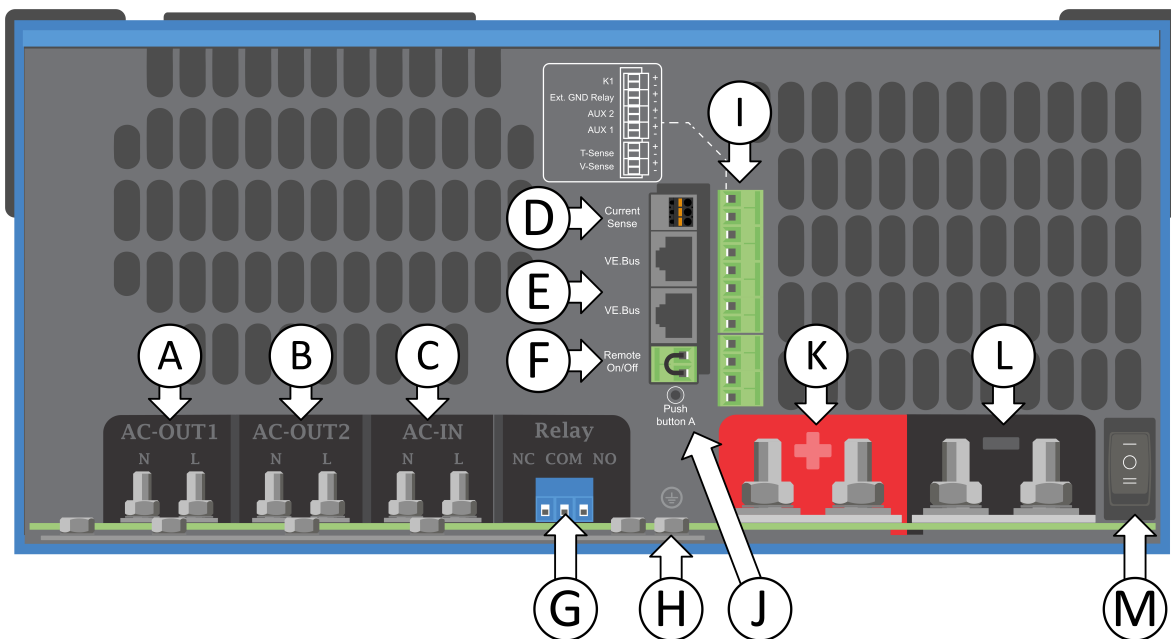 K1 + -
Ext. GND Relay + -
AUX 2 + -
AUX 1 + -
T-Sense + -
V-Sense + -
I
D
Current
Sense
VE.Bus
E
VE.Bus
F
Remote
On/Off
Push
button A
A
B
C
K
L
AC-OUT1
N L
AC-OUT2
N L
AC-IN
N L
Relay
NC COM NO
G
H
J
M